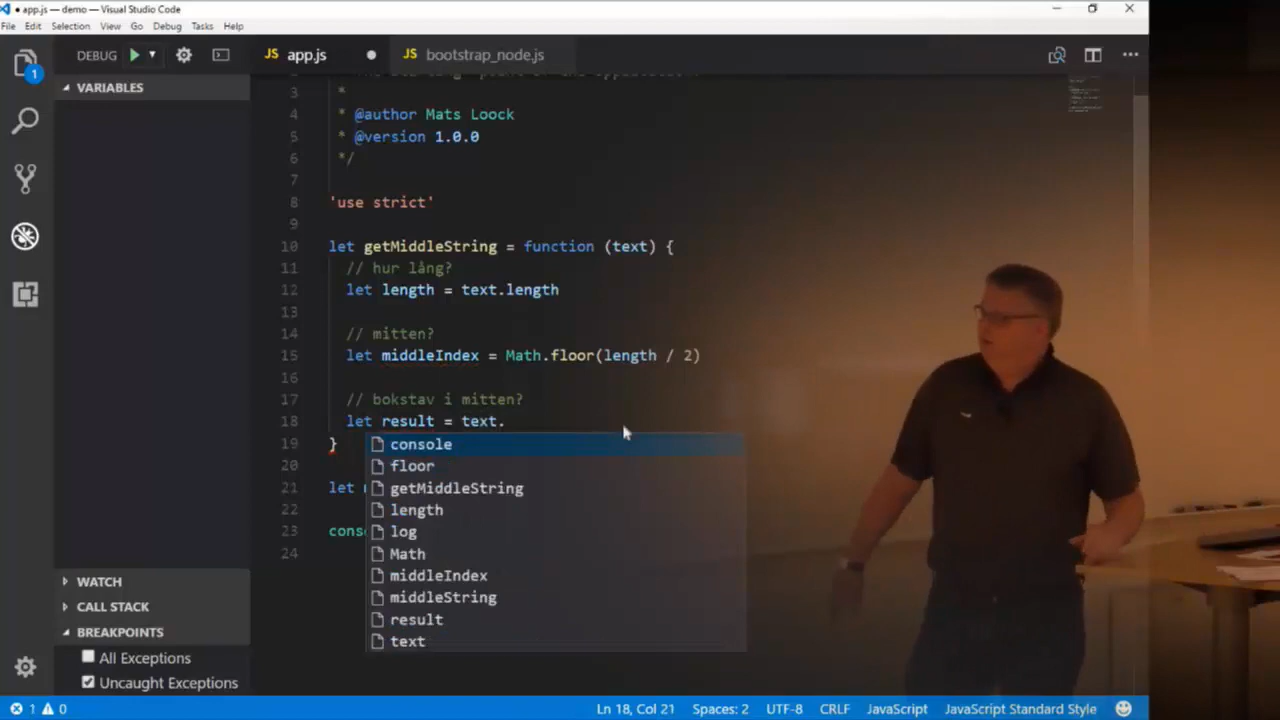 app.js — demo — Visual Studio Code
File Edit Selection View Go Debug Tasks Help
DEBUG
JS app.js
JS bootstrap_node.js
1
VARIABLES
3 *
4 * @author Mats Loock
5 * @version 1.0.0
6 */
7
8 'use strict'
9
10 let getMiddleString = function (text) {
11 // hur lång?
12 let length = text.length
13
14 // mitten?
15 let middleIndex = Math.floor(length / 2)
16
17 // bokstav i mitten?
18 let result = text.
19 }
20
21 let
22
23
24
console
floor
getMiddleString
length
log
Math
middleIndex
middleString
result
text
WATCH
CALL STACK
BREAKPOINTS
All Exceptions
Uncaught Exceptions
1 0
Ln 18, Col 21 Spaces: 2 UTF-8 CRLF JavaScript JavaScript Standard Style